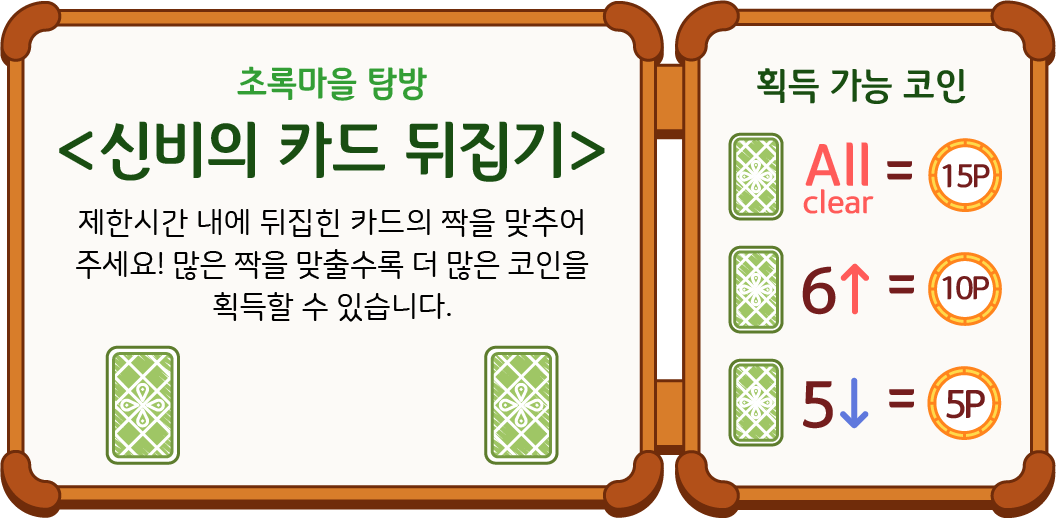 초록마을 탐방
<신비의 카드 뒤집기>
제한시간 내에 뒤집힌 카드의 짝을 맞추어
주세요! 많은 짝을 맞출수록 더 많은 코인을
획득할 수 있습니다.
획득 가능 코인
All clear = 15P
6↑ = 10P
5↓ = 5P